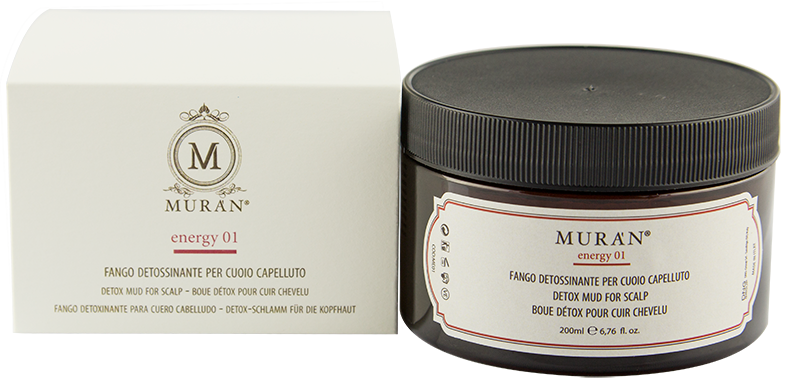 M
MURÁN®
energy 01
FANGO DETOSSINANTE PER CUOIO CAPELLUTO
DETOX MUD FOR SCALP – BOUE DÉTOX POUR CUIR CHEVELU
FANGO DETOXINANTE PARA CUERO CABELLUDO – DETOX-SCHLAMM FÜR DIE KOPFHAUT
MURÁN®
energy 01
FANGO DETOSSINANTE PER CUOIO CAPELLUTO
DETOX MUD FOR SCALP
BOUE DÉTOX POUR CUIR CHEVELU
200ml ℮ 6,76 fl. oz.